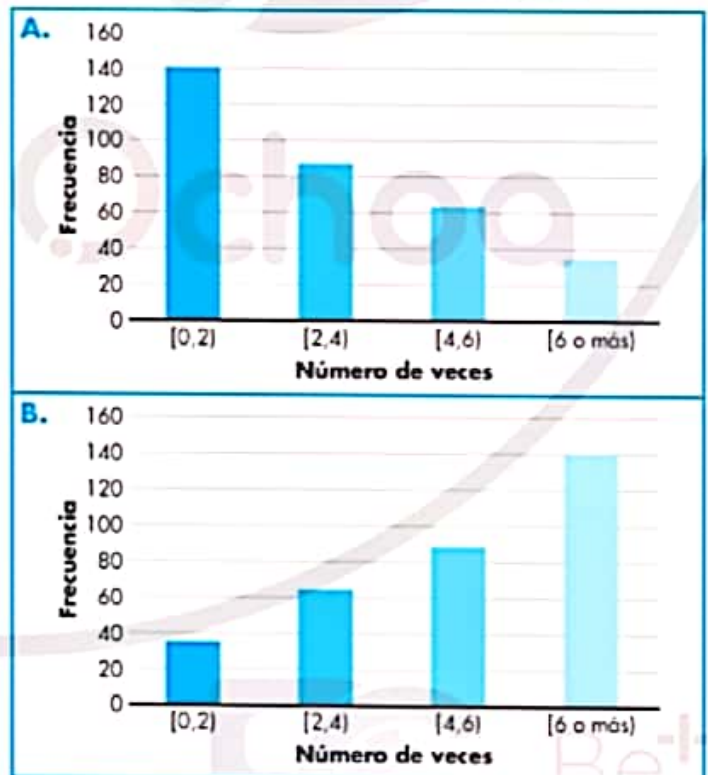 A.
160
140
120
100
80
60
40
20
0
Frecuencia
[0,2) [2,4) [4,6) [6 o más)
Número de veces
Ochoa
B.
160
140
120
100
80
60
40
20
0
Frecuencia
[0,2) [2,4) [4,6) [6 o más)
Número de veces